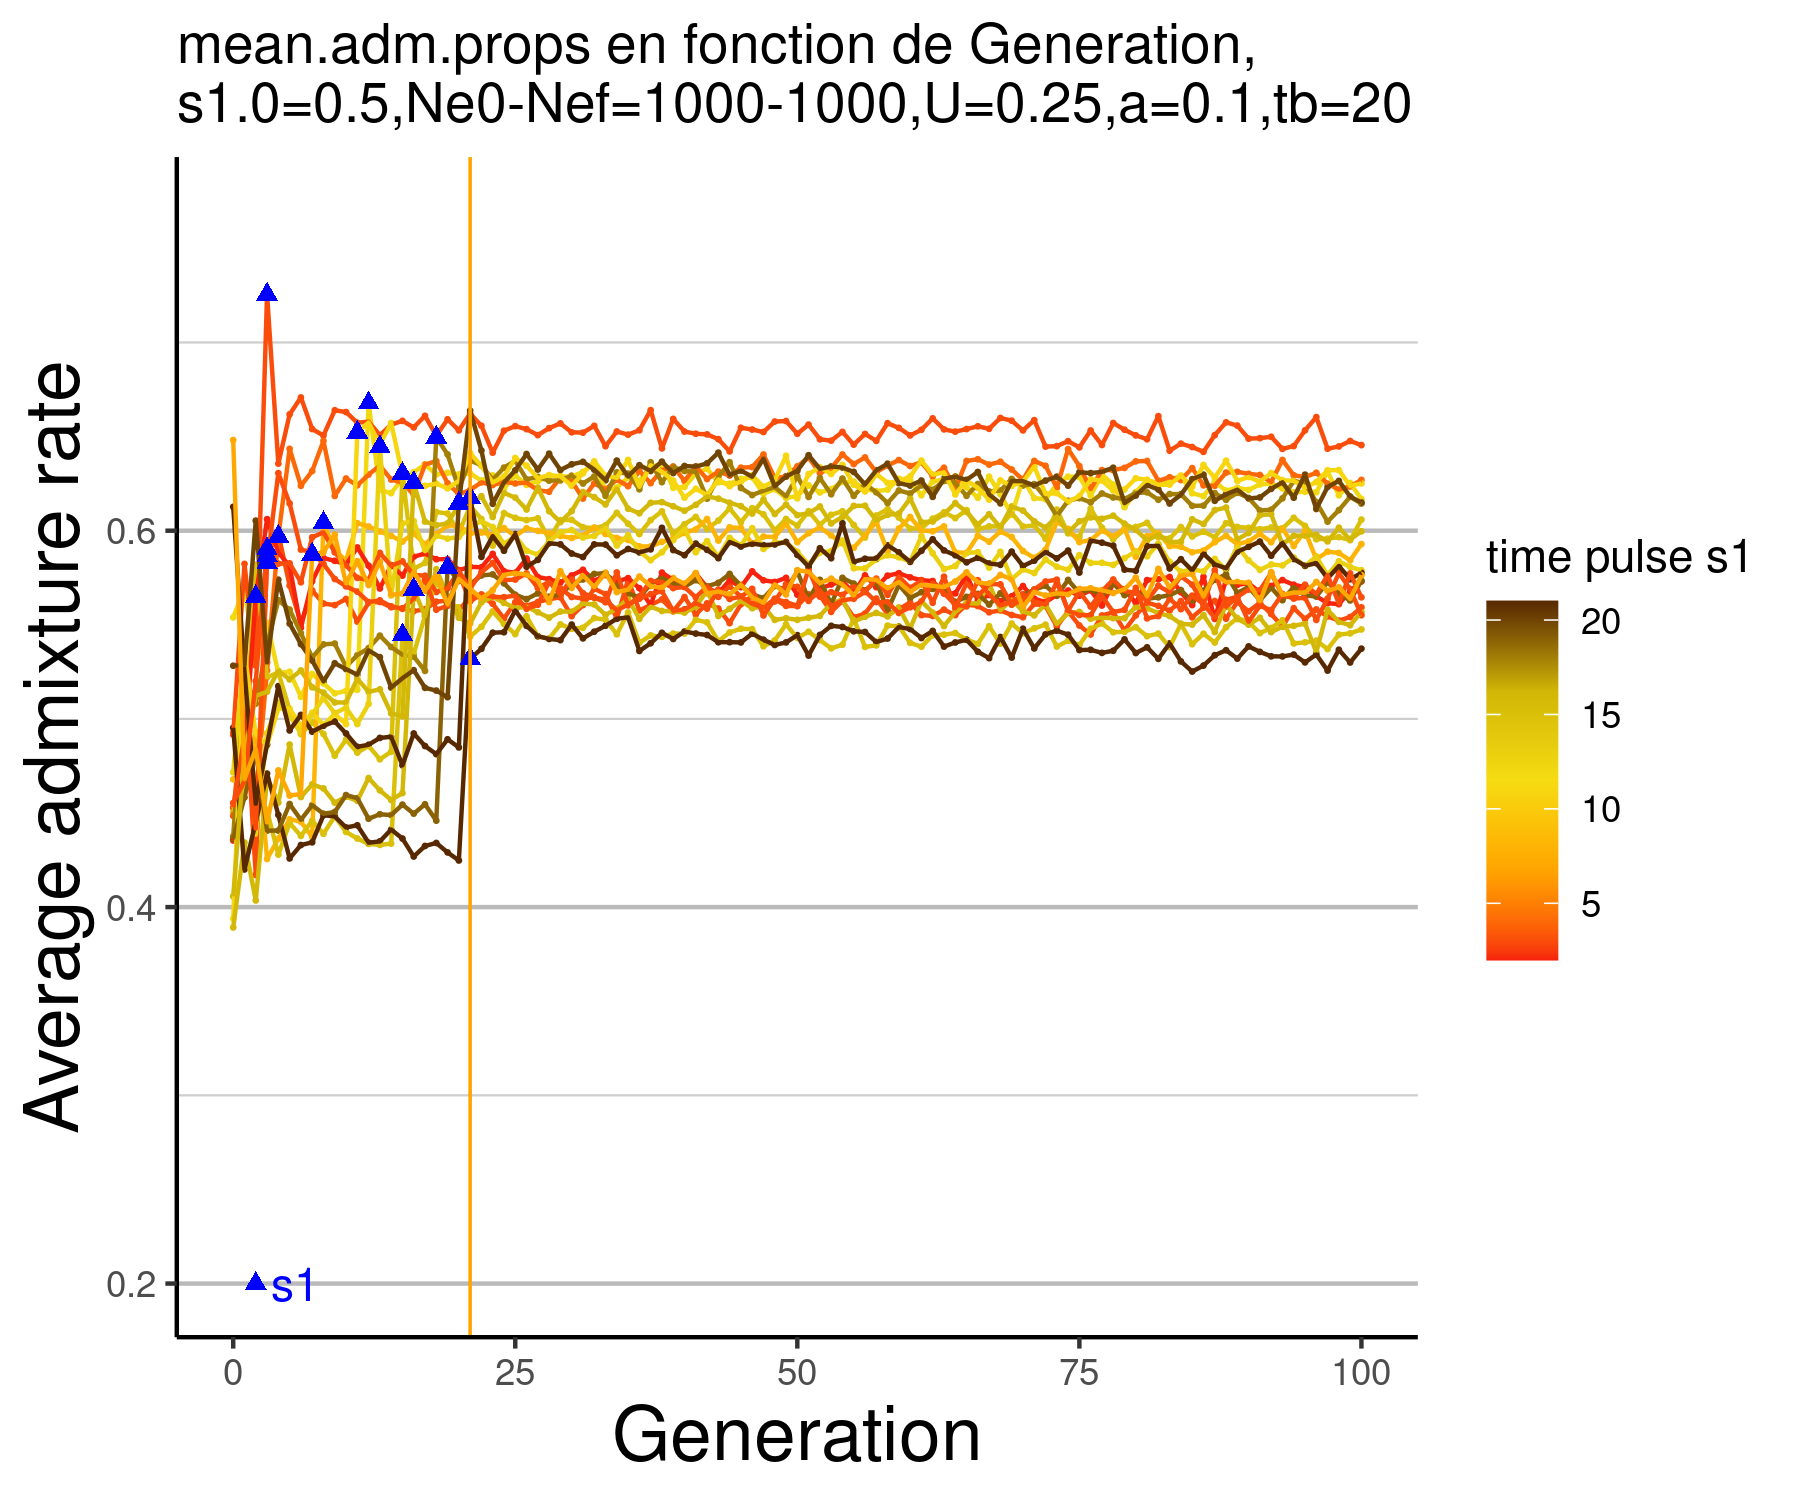 mean.adm.props en fonction de Generation,
s1.0=0.5,Ne0-Nef=1000-1000,U=0.25,a=0.1,tb=20
Average admixture rate
0.6
0.4
0.2
s1
0 25 50 75 100
Generation
time pulse s1
20
15
10
5